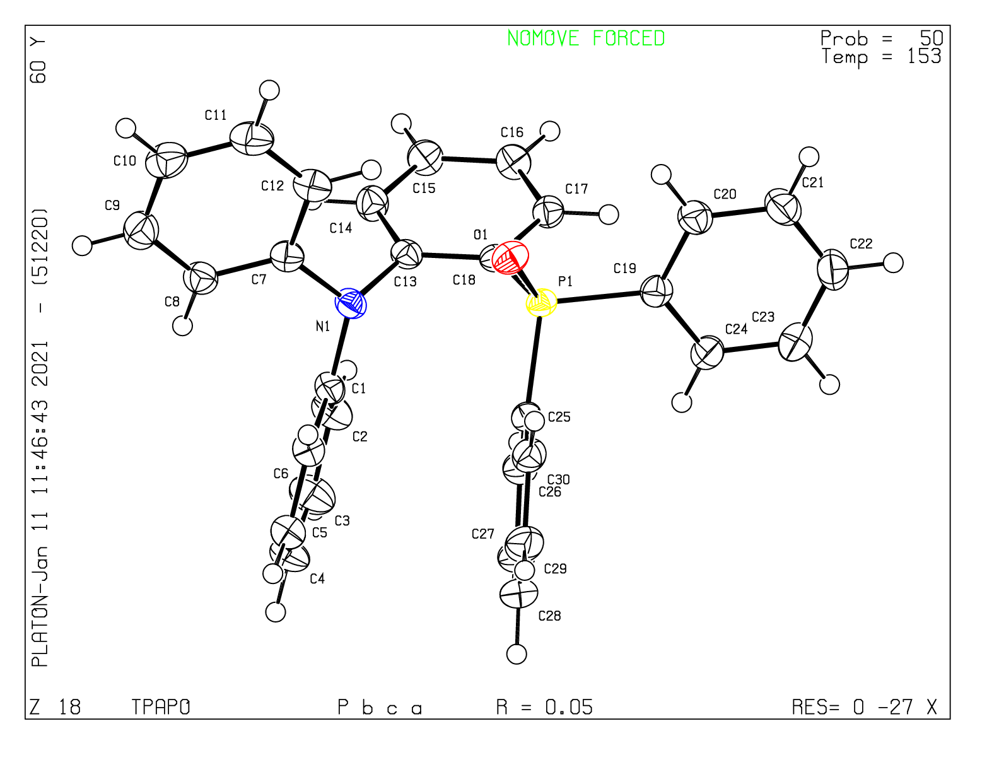 NOMOVE FORCED
Prob = 50
Temp = 153
60 Y
PLATON-Jan 11 11:46:43 2021 - (51220)
C11
C16
C10
C12
C15
C17
C21
C20
C9
C14
O1
C22
C7
C13
C18
P1
C19
C8
N1
C23
C24
C1
C25
C2
C6
C30
C26
C3
C5
C27
C29
C4
C28
Z 18 TPAPO P b c a R = 0.05 RES= 0 -27 X